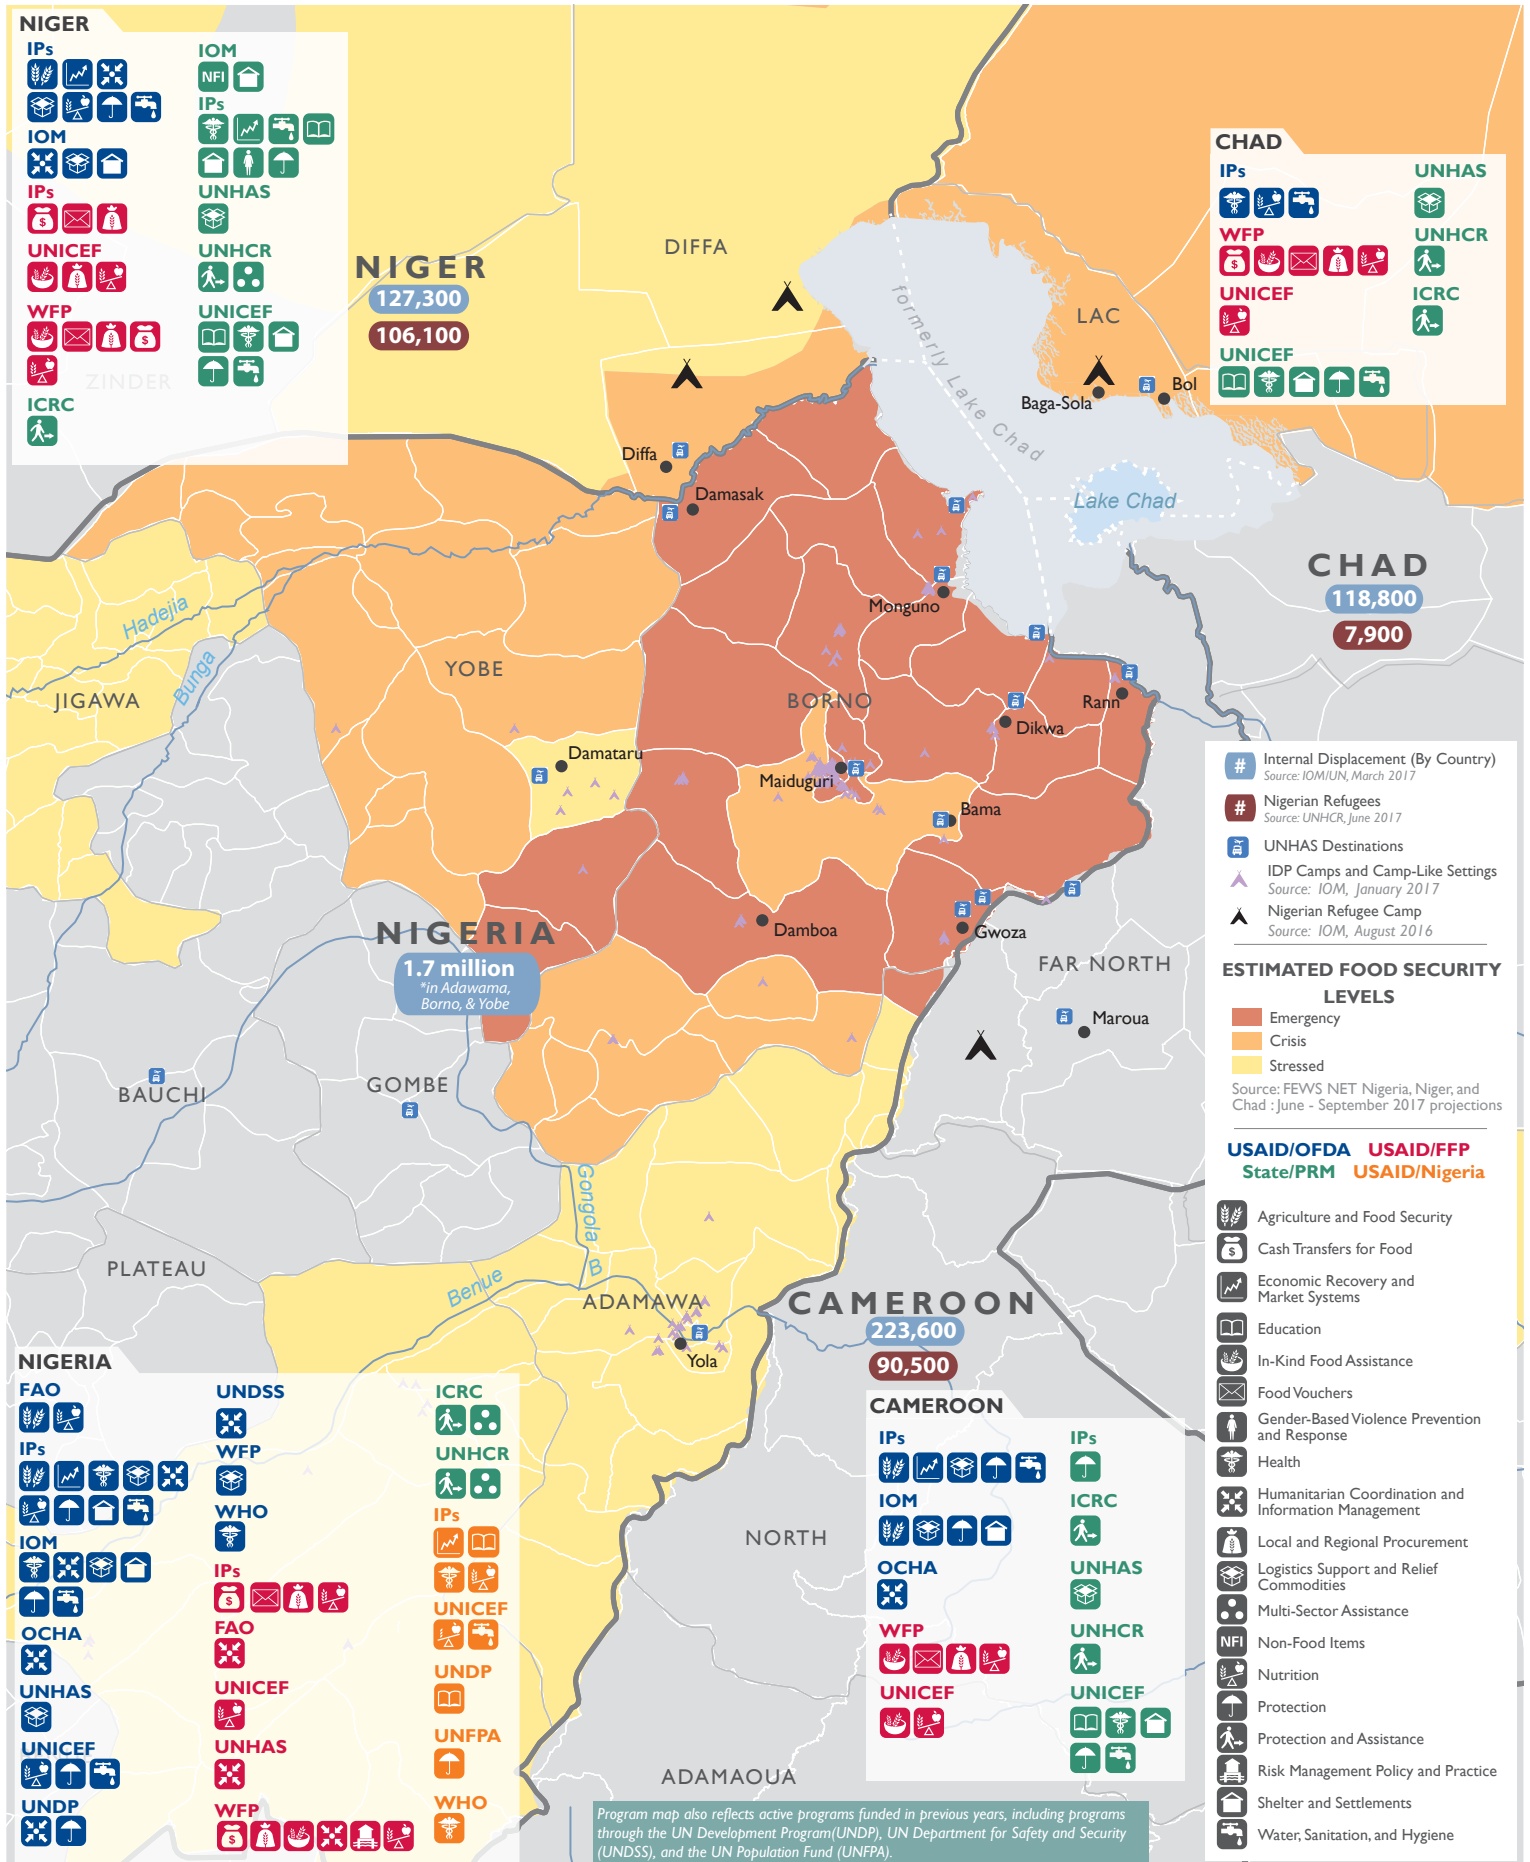 NIGER
IPs
IOM
IPs
UNICEF
WFP
ICRC
IOM
NFI
IPs
UNHAS
UNHCR
UNICEF
ZINDER
NIGER
127,300
106,100
DIFFA
CHAD
IPs
WFP
UNICEF
UNICEF
UNHAS
UNHCR
ICRC
LAC
formerly Lake Chad
Baga-Sola
Bol
Diffa
Damasak
Lake Chad
CHAD
118,800
7,900
Hadejia
Bunga
JIGAWA
YOBE
Monguno
BORNO
Rann
Dikwa
Damataru
Maiduguri
Bama
NIGERIA
1.7 million
*in Adawama,
Borno, & Yobe
Damboa
Gwoza
FAR NORTH
Maroua
BAUCHI
GOMBE
Gongola
PLATEAU
Benue
B
ADAMAWA
Yola
CAMEROON
223,600
90,500
NORTH
ADAMAOUA
# Internal Displacement (By Country)
Source: IOM/UN, March 2017
# Nigerian Refugees
Source: UNHCR, June 2017
UNHAS Destinations
IDP Camps and Camp-Like Settings
Source: IOM, January 2017
Nigerian Refugee Camp
Source: IOM, August 2016
ESTIMATED FOOD SECURITY
LEVELS
Emergency
Crisis
Stressed
Source: FEWS NET Nigeria, Niger, and
Chad : June - September 2017 projections
USAID/OFDA USAID/FFP
State/PRM USAID/Nigeria
Agriculture and Food Security
Cash Transfers for Food
Economic Recovery and
Market Systems
Education
In-Kind Food Assistance
Food Vouchers
Gender-Based Violence Prevention
and Response
Health
Humanitarian Coordination and
Information Management
Local and Regional Procurement
Logistics Support and Relief
Commodities
Multi-Sector Assistance
NFI Non-Food Items
Nutrition
Protection
Protection and Assistance
Risk Management Policy and Practice
Shelter and Settlements
Water, Sanitation, and Hygiene
NIGERIA
FAO
IPs
IOM
OCHA
UNHAS
UNICEF
UNDP
UNDSS
WFP
WHO
IPs
FAO
UNICEF
UNHAS
WFP
ICRC
UNHCR
IPs
UNICEF
UNDP
UNFPA
WHO
CAMEROON
IPs
IOM
OCHA
WFP
UNICEF
IPs
ICRC
UNHAS
UNHCR
UNICEF
Program map also reflects active programs funded in previous years, including programs
through the UN Development Program(UNDP), UN Department for Safety and Security
(UNDSS), and the UN Population Fund (UNFPA).